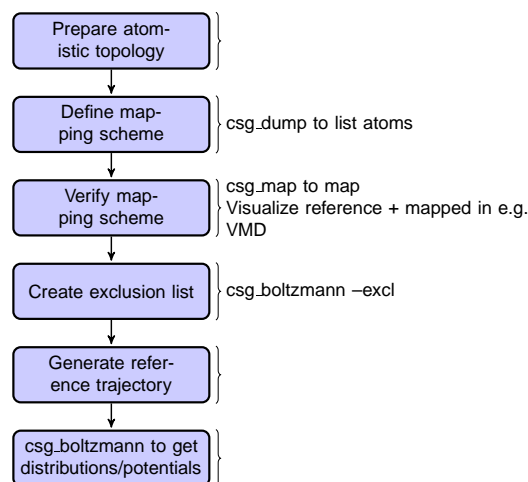 Prepare atom-
istic topology
Define map-
ping scheme
csg_dump to list atoms
Verify map-
ping scheme
csg_map to map
Visualize reference + mapped in e.g.
VMD
Create exclusion list
csg_boltzmann –excl
Generate refer-
ence trajectory
csg_boltzmann to get
distributions/potentials